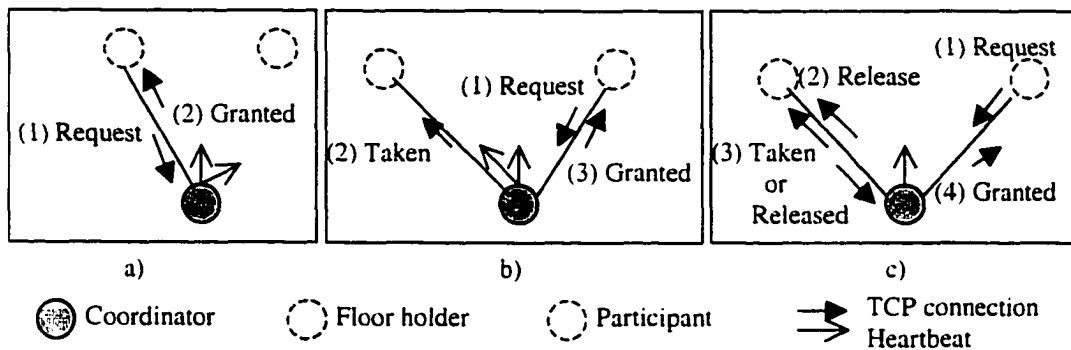 (2) Granted
(1) Request
a)
(1) Request
(2) Taken
(3) Granted
b)
(1) Request
(2) Release
(3) Taken
or
Released
(4) Granted
c)
Coordinator
Floor holder
Participant
TCP connection
Heartbeat